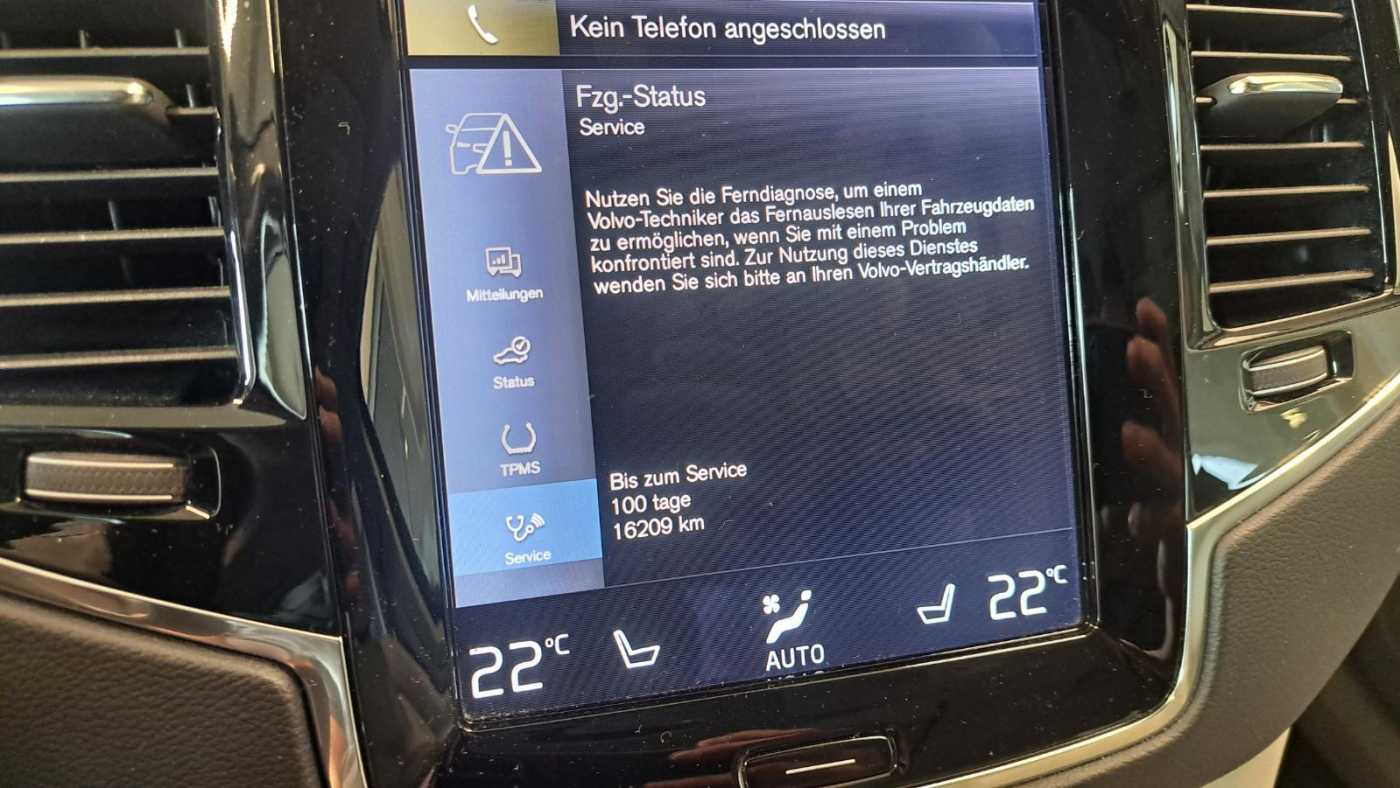 Kein Telefon angeschlossen
Fzg.-Status
Service
Nutzen Sie die Ferndiagnose, um einem
Volvo-Techniker das Fernauslesen Ihrer Fahrzeugdaten
zu ermöglichen, wenn Sie mit einem Problem
konfrontiert sind. Zur Nutzung dieses Dienstes
wenden Sie sich bitte an Ihren Volvo-Vertragshändler.
Mitteilungen
Status
TPMS
Service
Bis zum Service
100 tage
16209 km
22°C
AUTO
22°C